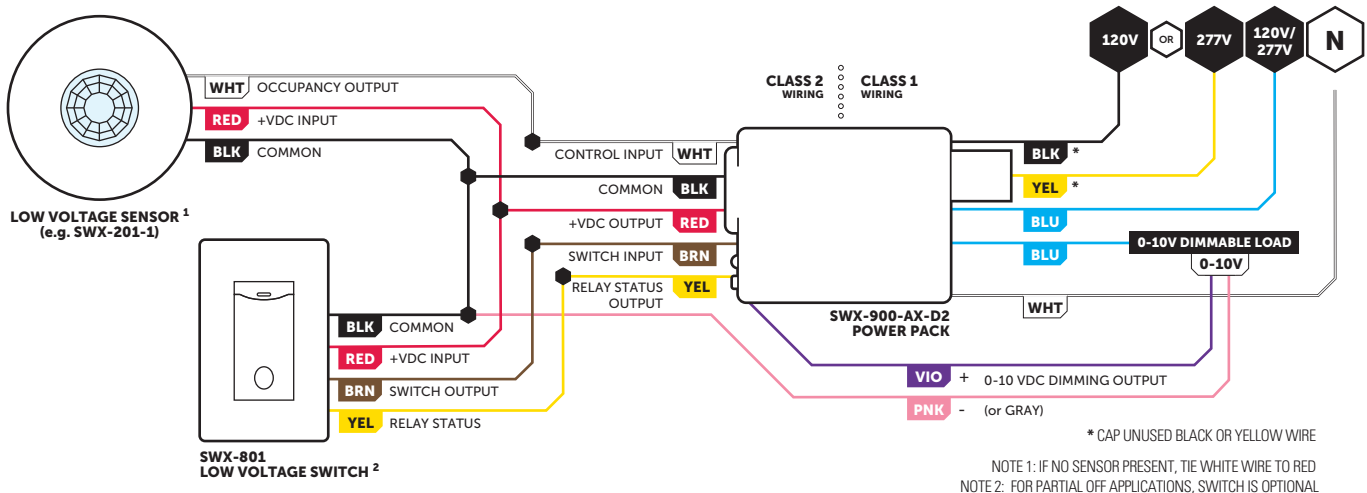 120V
OR
277V
120V/
277V
N
CLASS 2
WIRING
CLASS 1
WIRING
WHT OCCUPANCY OUTPUT
RED +VDC INPUT
BLK COMMON
LOW VOLTAGE SENSOR 1
(e.g. SWX-201-1)
CONTROL INPUT WHT
COMMON BLK
+VDC OUTPUT RED
SWITCH INPUT BRN
RELAY STATUS
OUTPUT
YEL
BLK *
YEL *
BLU
BLU
0-10V DIMMABLE LOAD
0-10V
WHT
SWX-900-AX-D2
POWER PACK
BLK COMMON
RED +VDC INPUT
BRN SWITCH OUTPUT
YEL RELAY STATUS
SWX-801
LOW VOLTAGE SWITCH 2
VIO + 0-10 VDC DIMMING OUTPUT
PNK - (or GRAY)
* CAP UNUSED BLACK OR YELLOW WIRE
NOTE 1: IF NO SENSOR PRESENT, TIE WHITE WIRE TO RED
NOTE 2: FOR PARTIAL OFF APPLICATIONS, SWITCH IS OPTIONAL